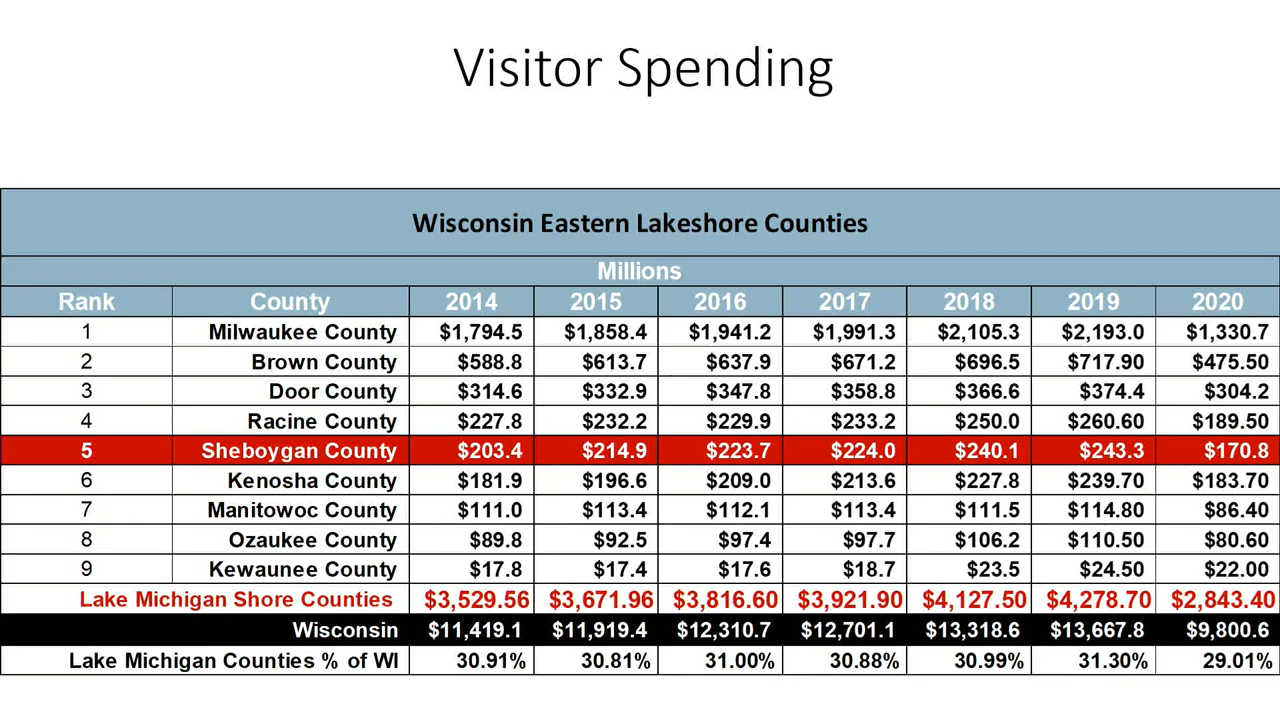 Visitor Spending
Wisconsin Eastern Lakeshore Counties
Millions
Rank County 2014 2015 2016 2017 2018 2019 2020
1 Milwaukee County $1,794.5 $1,858.4 $1,941.2 $1,991.3 $2,105.3 $2,193.0 $1,330.7
2 Brown County $588.8 $613.7 $637.9 $671.2 $696.5 $717.90 $475.50
3 Door County $314.6 $332.9 $347.8 $358.8 $366.6 $374.4 $304.2
4 Racine County $227.8 $232.2 $229.9 $233.2 $250.0 $260.60 $189.50
5 Sheboygan County $203.4 $214.9 $223.7 $224.0 $240.1 $243.3 $170.8
6 Kenosha County $181.9 $196.6 $209.0 $213.6 $227.8 $239.70 $183.70
7 Manitowoc County $111.0 $113.4 $112.1 $113.4 $111.5 $114.80 $86.40
8 Ozaukee County $89.8 $92.5 $97.4 $97.7 $106.2 $110.50 $80.60
9 Kewaunee County $17.8 $17.4 $17.6 $18.7 $23.5 $24.50 $22.00
Lake Michigan Shore Counties $3,529.56 $3,671.96 $3,816.60 $3,921.90 $4,127.50 $4,278.70 $2,843.40
Wisconsin $11,419.1 $11,919.4 $12,310.7 $12,701.1 $13,318.6 $13,667.8 $9,800.6
Lake Michigan Counties % of WI 30.91% 30.81% 31.00% 30.88% 30.99% 31.30% 29.01%